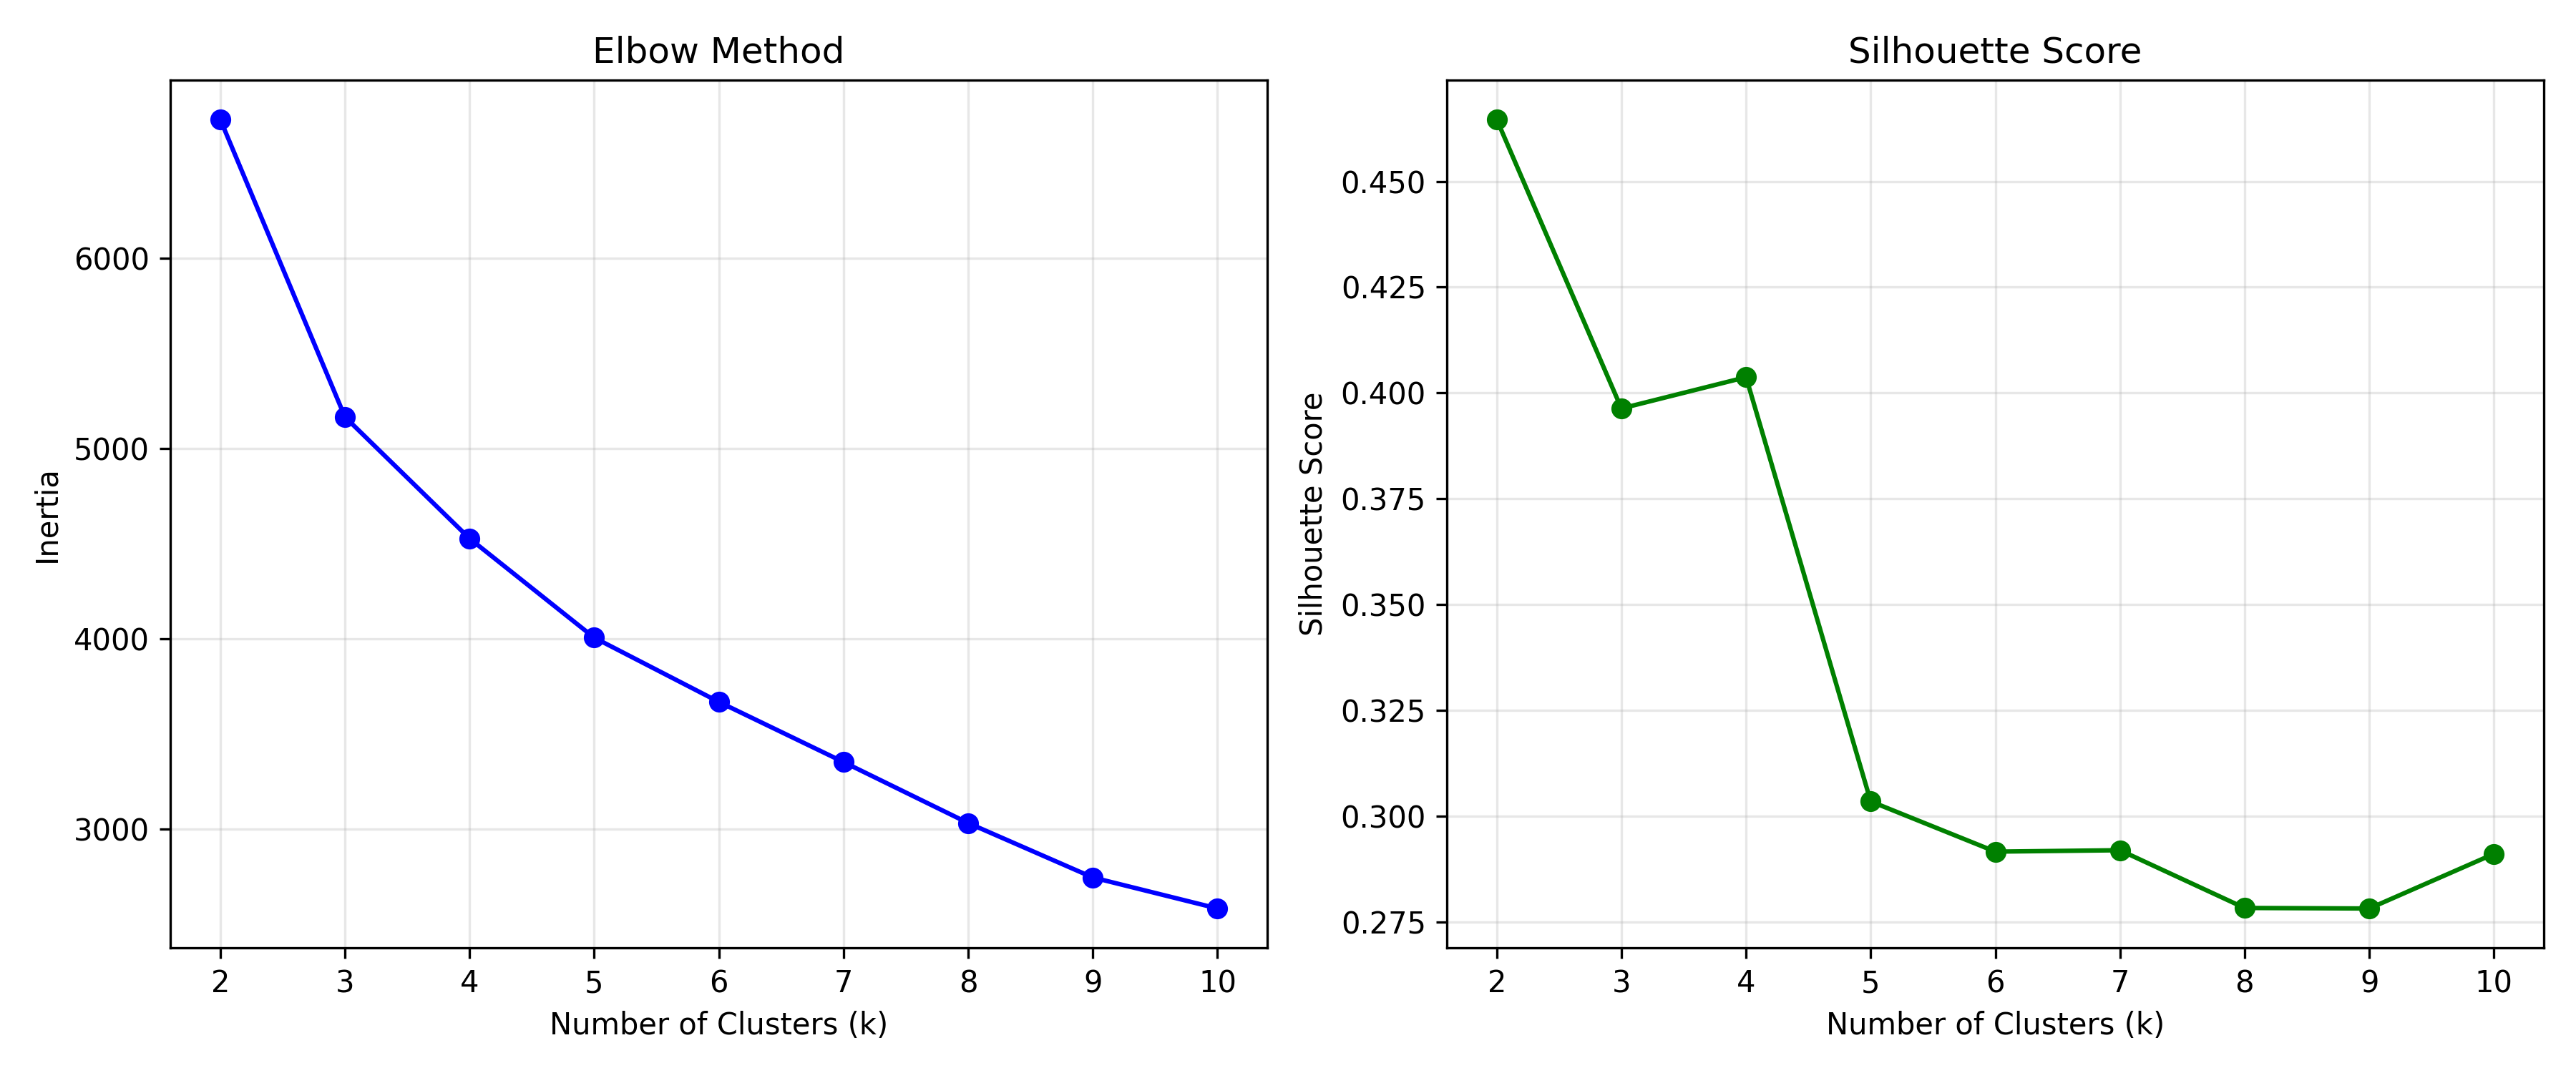 Elbow Method
Inertia
6000
5000
4000
3000
2 3 4 5 6 7 8 9 10
Number of Clusters (k)
Silhouette Score
Silhouette Score
0.450
0.425
0.400
0.375
0.350
0.325
0.300
0.275
2 3 4 5 6 7 8 9 10
Number of Clusters (k)